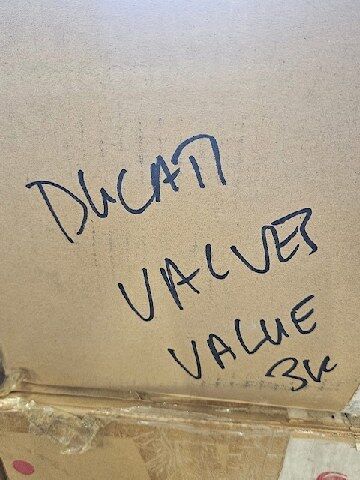 DUCATI
VALVES
VALUE
3K